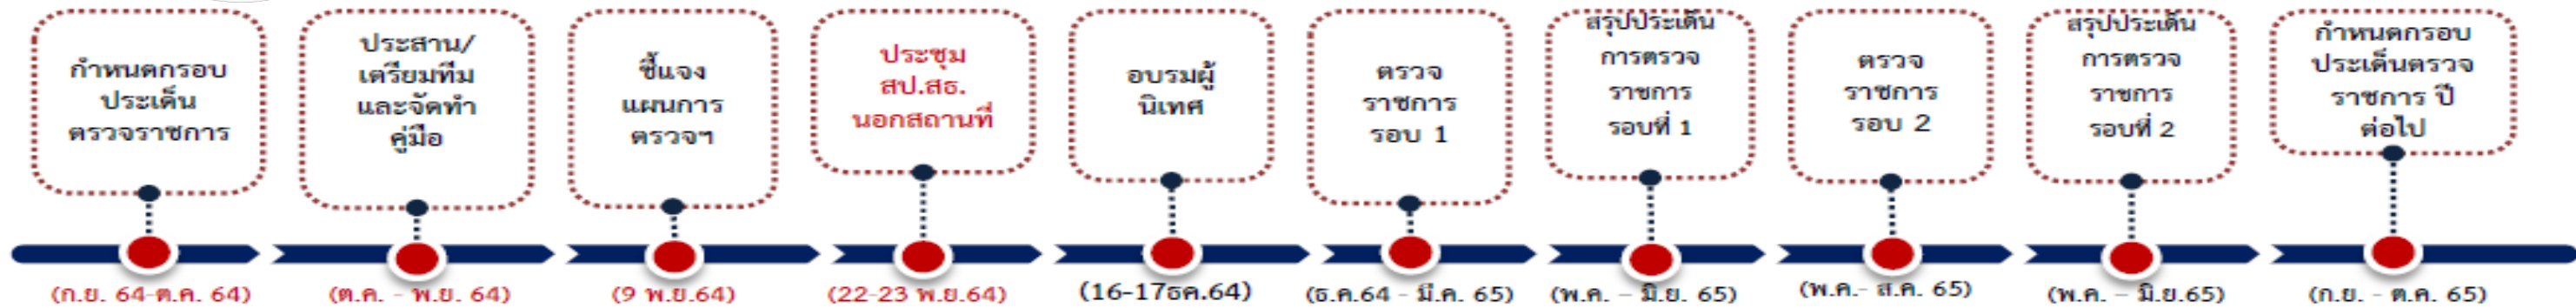 กำหนดกรอบ
ประเด็น
ตรวจราชการ
(ก.ย. 64-ต.ค. 64)
ประสาน/
เตรียมทีม
และจัดทำ
คู่มือ
(ต.ค. - พ.ย. 64)
ชี้แจง
แผนการ
ตรวจฯ
(9 พ.ย.64)
ประชุม
สป.สธ.
นอกสถานที่
(22-23 พ.ย.64)
อบรมผู้
นิเทศ
(16-17ธค.64)
ตรวจ
ราชการ
รอบ 1
(ธ.ค.64 - มี.ค. 65)
สรุปประเด็น
การตรวจ
ราชการ
รอบที่ 1
(พ.ค. – มิ.ย. 65)
ตรวจ
ราชการ
รอบ 2
(พ.ค.- ส.ค. 65)
สรุปประเด็น
การตรวจ
ราชการ
รอบที่ 2
(พ.ค. – มิ.ย.65)
กำหนดกรอบ
ประเด็นตรวจ
ราชการ ปี
ต่อไป
(ก.ย. - ต.ค. 65)